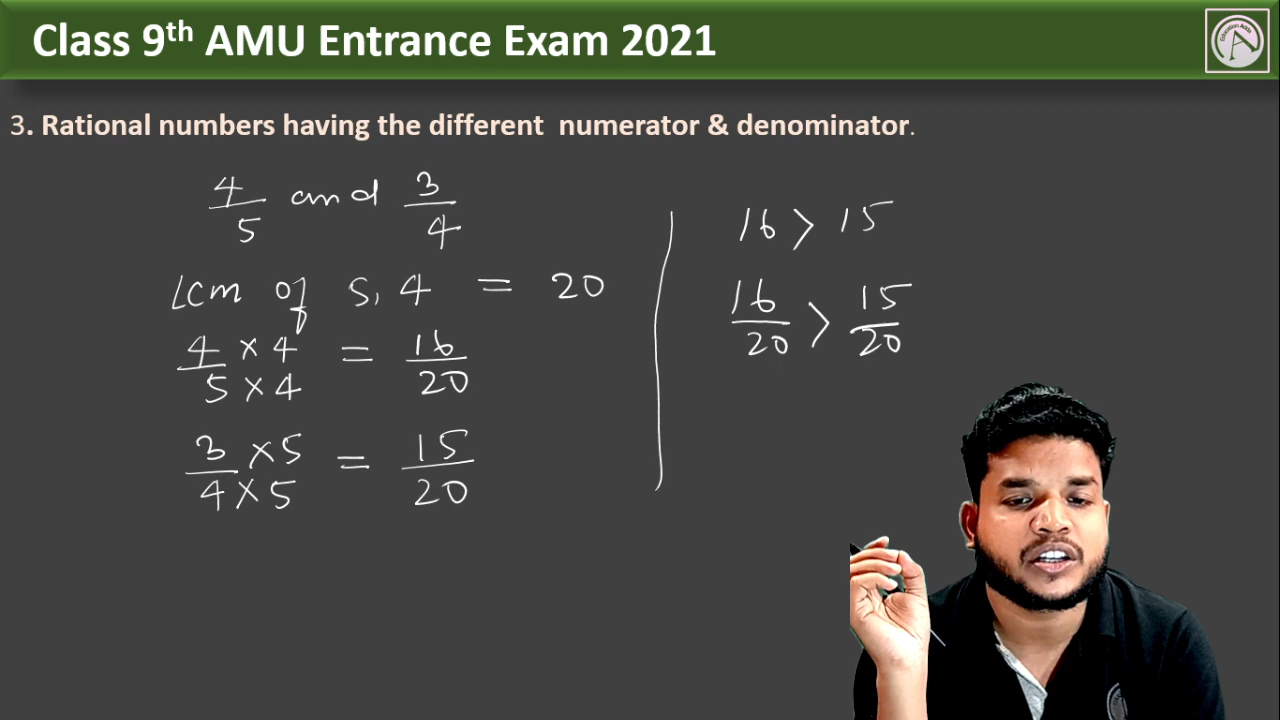 Class 9th AMU Entrance Exam 2021
3. Rational numbers having the different numerator & denominator.
4/5 and 3/4
Lcm of 5, 4 = 20
4 × 4 / 5 × 4 = 16/20
3 × 5 / 4 × 5 = 15/20
16 > 15
16/20 > 15/20